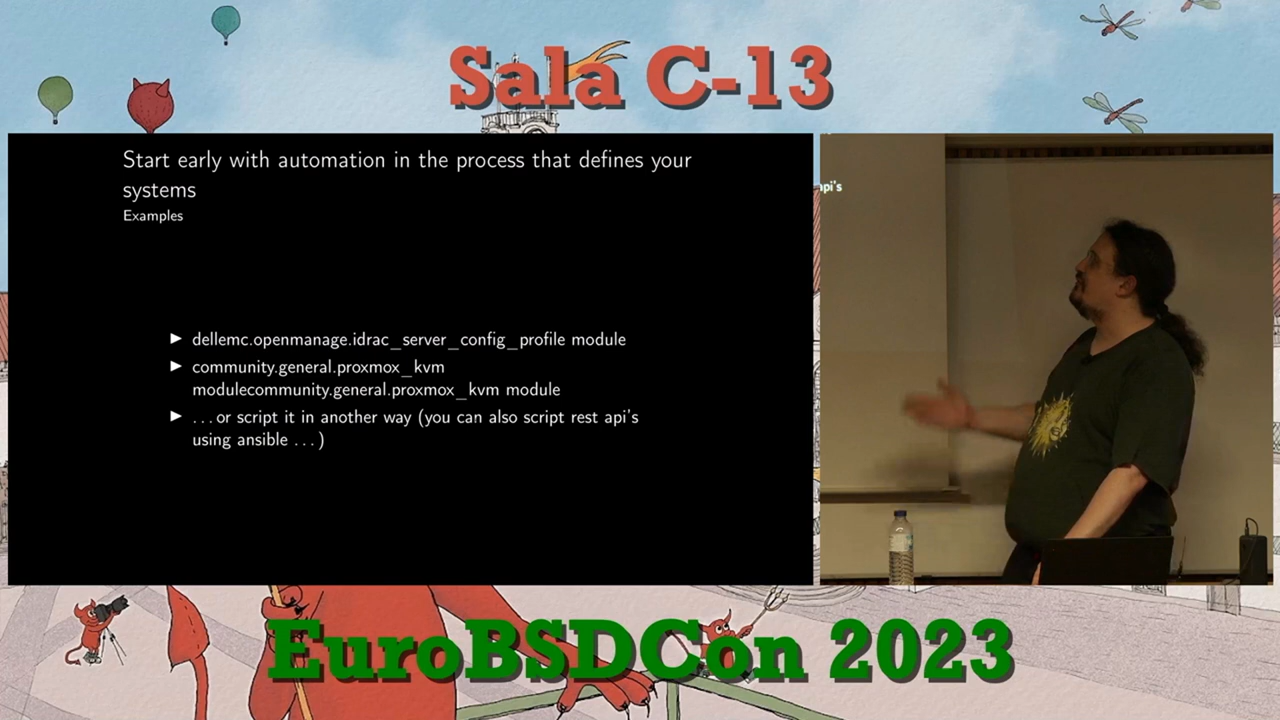 Sala C-13
Start early with automation in the process that defines your
systems
Examples
▶ dellemc.openmanage.idrac_server_config_profile module
▶ community.general.proxmox_kvm
modulecommunity.general.proxmox_kvm module
▶ ...or script it in another way (you can also script rest api's
using ansible ...)
api's
EuroBSDCon 2023